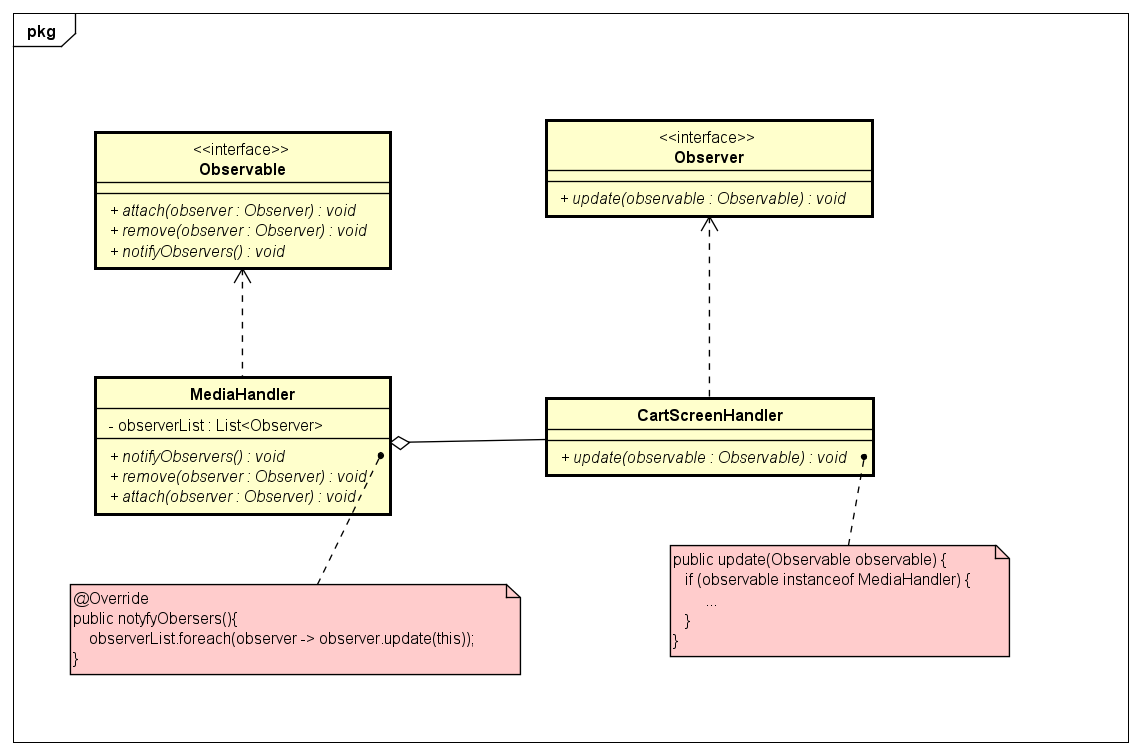 pkg
<<interface>>
Observable
+ attach(observer : Observer) : void
+ remove(observer : Observer) : void
+ notifyObservers() : void
<<interface>>
Observer
+ update(observable : Observable) : void
MediaHandler
- observerList : List<Observer>
+ notifyObservers() : void
+ remove(observer : Observer) : void
+ attach(observer : Observer) : void
CartScreenHandler
+ update(observable : Observable) : void
@Override
public notyfyObersers(){
observerList.foreach(observer -> observer.update(this));
}
public update(Observable observable) {
if (observable instanceof MediaHandler) {
...
}
}